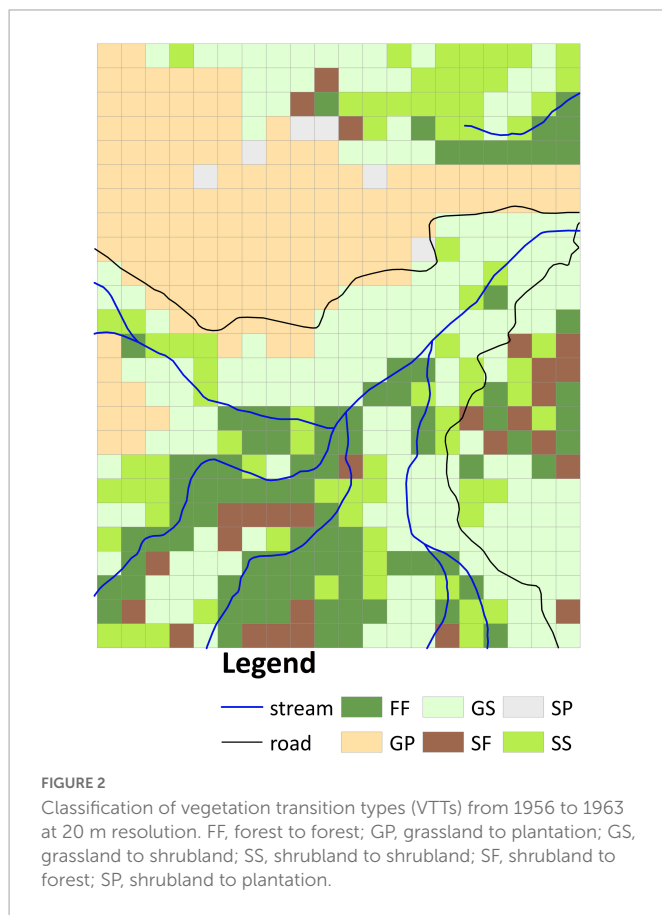 Legend
stream FF GS SP
road GP SF SS
FIGURE 2
Classification of vegetation transition types (VTTs) from 1956 to 1963
at 20 m resolution. FF, forest to forest; GP, grassland to plantation; GS,
grassland to shrubland; SS, shrubland to shrubland; SF, shrubland to
forest; SP, shrubland to plantation.